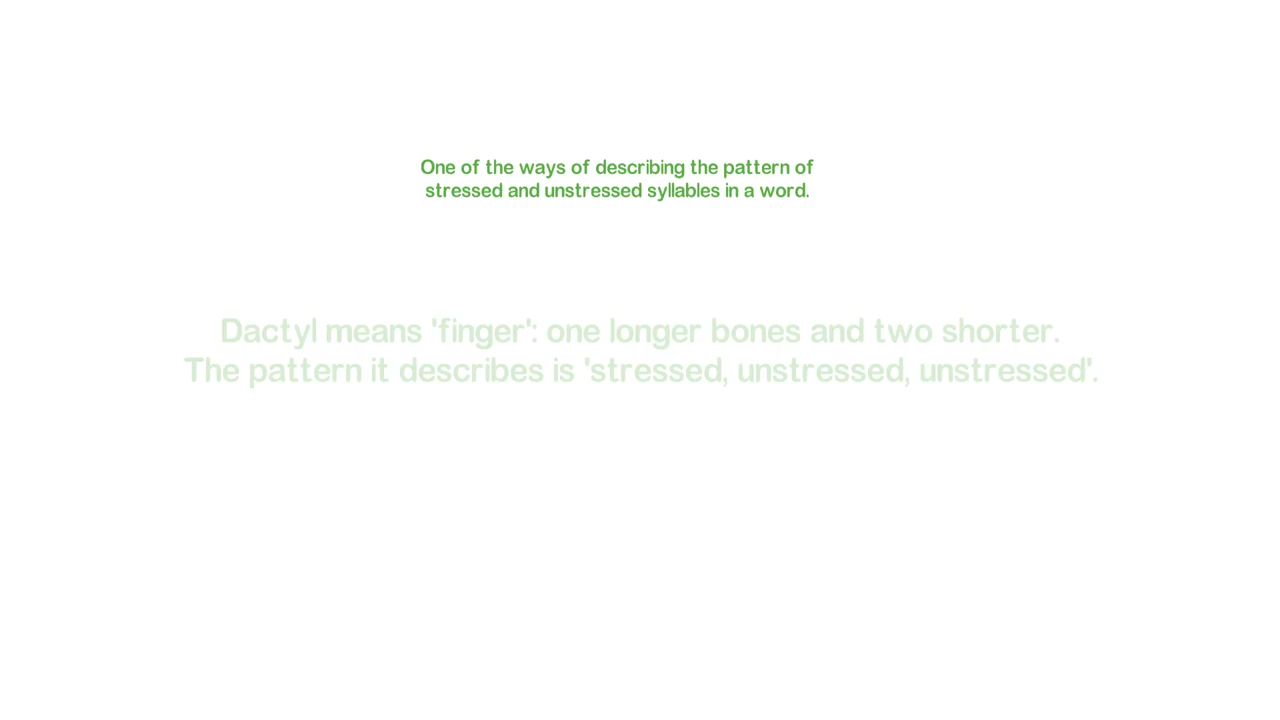 One of the ways of describing the pattern of
stressed and unstressed syllables in a word.
Dactyl means 'finger': one longer bones and two shorter.
The pattern it describes is 'stressed, unstressed, unstressed'.